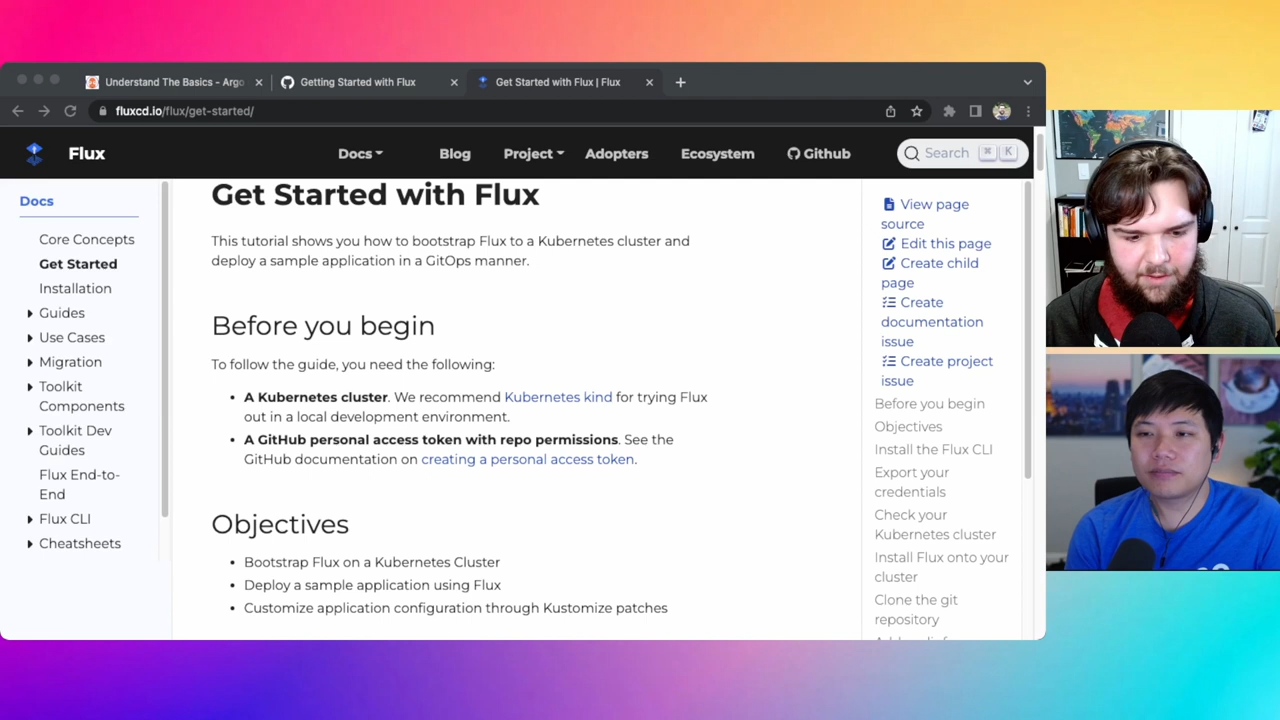 Understand The Basics - Argo
Getting Started with Flux
Get Started with Flux | Flux
fluxcd.io/flux/get-started/
Flux
Docs
Blog
Project
Adopters
Ecosystem
Github
Search ⌘ K
Docs
Core Concepts
Get Started
Installation
Guides
Use Cases
Migration
Toolkit
Components
Toolkit Dev
Guides
Flux End-to-
End
Flux CLI
Cheatsheets
Get Started with Flux
This tutorial shows you how to bootstrap Flux to a Kubernetes cluster and
deploy a sample application in a GitOps manner.
Before you begin
To follow the guide, you need the following:
• A Kubernetes cluster. We recommend Kubernetes kind for trying Flux
out in a local development environment.
• A GitHub personal access token with repo permissions. See the
GitHub documentation on creating a personal access token.
Objectives
• Bootstrap Flux on a Kubernetes Cluster
• Deploy a sample application using Flux
• Customize application configuration through Kustomize patches
View page
source
Edit this page
Create child
page
Create
documentation
issue
Create project
issue
Before you begin
Objectives
Install the Flux CLI
Export your
credentials
Check your
Kubernetes cluster
Install Flux onto your
cluster
Clone the git
repository